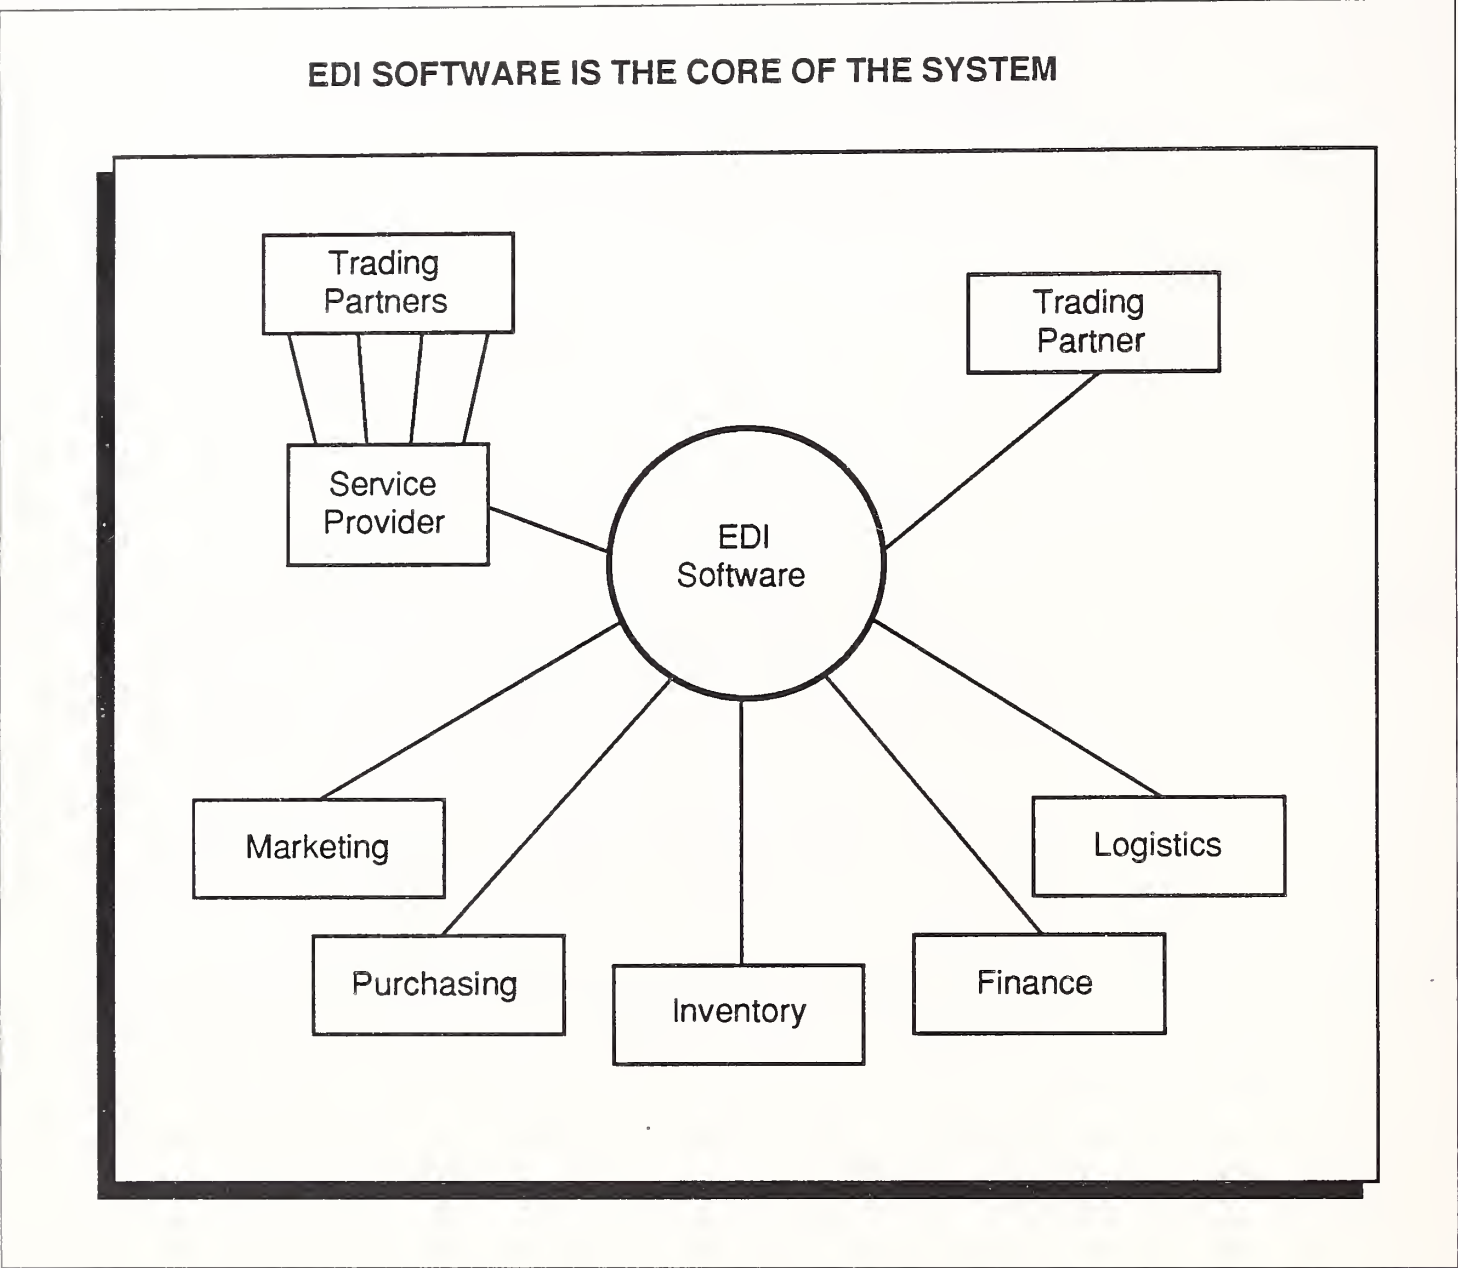 EDI SOFTWARE IS THE CORE OF THE SYSTEM
Trading
Partners
Trading
Partner
Service
Provider
EDI
Software
Marketing
Logistics
Purchasing
Inventory
Finance